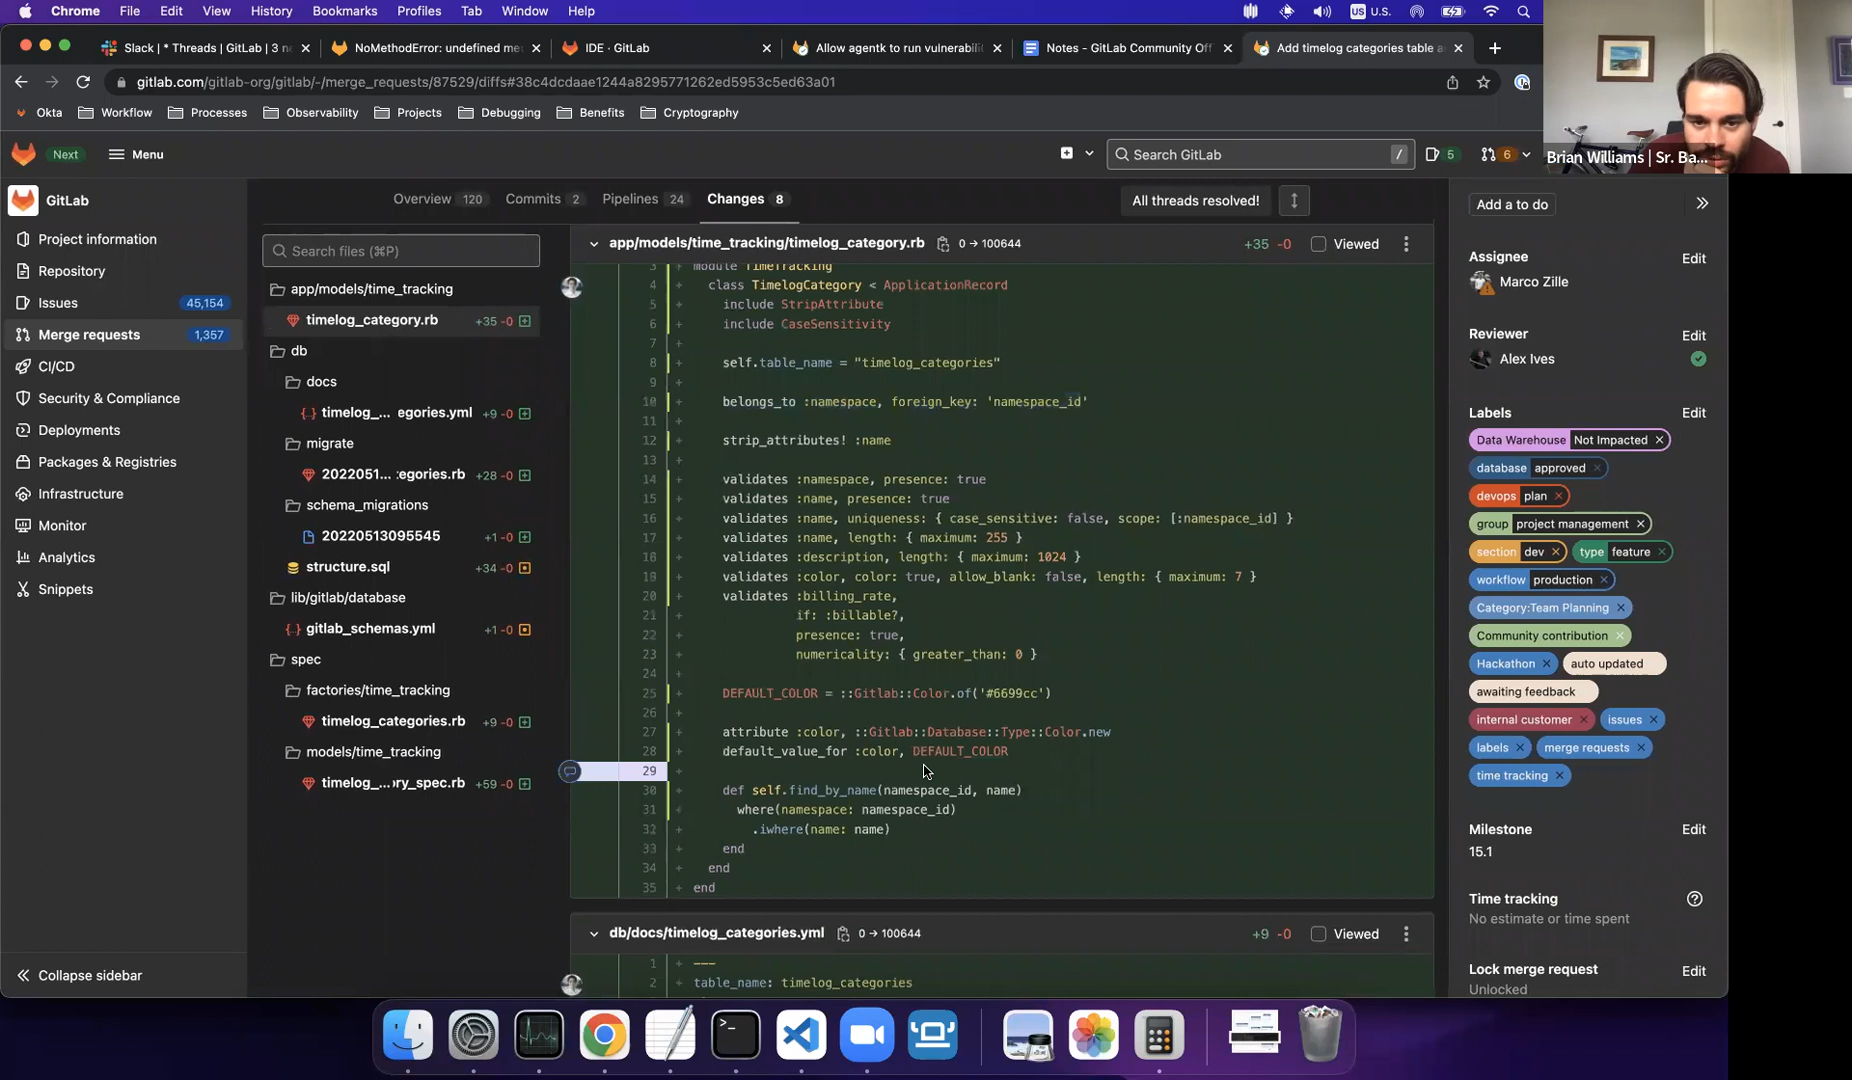 Chrome File Edit View History Bookmarks Profiles Tab Window Help
US U.S.
Slack | * Threads | GitLab | 3 ne
NoMethodError: undefined me
IDE · GitLab
Allow agentk to run vulnerabili
Notes - GitLab Community Off
Add timelog categories table a
gitlab.com/gitlab-org/gitlab/-/merge_requests/87529/diffs#38c4dcdaae1244a8295771262ed5953c5ed63a01
Okta Workflow Processes Observability Projects Debugging Benefits Cryptography
Brian Williams | Sr. Ba...
Next Menu
Search GitLab /
5
6
GitLab
Project information
Repository
Issues 45,154
Merge requests 1,357
CI/CD
Security & Compliance
Deployments
Packages & Registries
Infrastructure
Monitor
Analytics
Snippets
Collapse sidebar
Overview 120 Commits 2 Pipelines 24 Changes 8
All threads resolved!
Search files (⌘P)
app/models/time_tracking
timelog_category.rb +35 -0
db
docs
timelog_... egories.yml +9 -0
migrate
2022051... :egories.rb +28 -0
schema_migrations
20220513095545 +1 -0
structure.sql +34 -0
lib/gitlab/database
gitlab_schemas.yml +1 -0
spec
factories/time_tracking
timelog_categories.rb +9 -0
models/time_tracking
timelog_...ry_spec.rb +59 -0
app/models/time_tracking/timelog_category.rb 0 → 100644 +35 -0 Viewed
3 + module TimeTracking
4 + class TimelogCategory < ApplicationRecord
5 + include StripAttribute
6 + include CaseSensitivity
7 +
8 + self.table_name = "timelog_categories"
9 +
10 + belongs_to :namespace, foreign_key: 'namespace_id'
11 +
12 + strip_attributes! :name
13 +
14 + validates :namespace, presence: true
15 + validates :name, presence: true
16 + validates :name, uniqueness: { case_sensitive: false, scope: [:namespace_id] }
17 + validates :name, length: { maximum: 255 }
18 + validates :description, length: { maximum: 1024 }
19 + validates :color, color: true, allow_blank: false, length: { maximum: 7 }
20 + validates :billing_rate,
21 + if: :billable?,
22 + presence: true,
23 + numericality: { greater_than: 0 }
24 +
25 + DEFAULT_COLOR = ::Gitlab::Color.of('#6699cc')
26 +
27 + attribute :color, ::Gitlab::Database::Type::Color.new
28 + default_value_for :color, DEFAULT_COLOR
29 +
30 + def self.find_by_name(namespace_id, name)
31 + where(namespace: namespace_id)
32 + .iwhere(name: name)
33 + end
34 + end
35 + end
db/docs/timelog_categories.yml 0 → 100644 +9 -0 Viewed
1 + ---
2 + table_name: timelog_categories
Add a to do
Assignee Edit
Marco Zille
Reviewer Edit
Alex Ives
Labels Edit
Data Warehouse Not Impacted ×
database approved ×
devops plan ×
group project management ×
section dev × type feature ×
workflow production ×
Category:Team Planning ×
Community contribution ×
Hackathon × auto updated
awaiting feedback
internal customer × issues ×
labels × merge requests ×
time tracking ×
Milestone Edit
15.1
Time tracking
No estimate or time spent
Lock merge request Edit
Unlocked